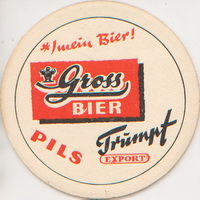 *) mein Bier!
Gross
BIER
PILS
Trumpf
EXPORT